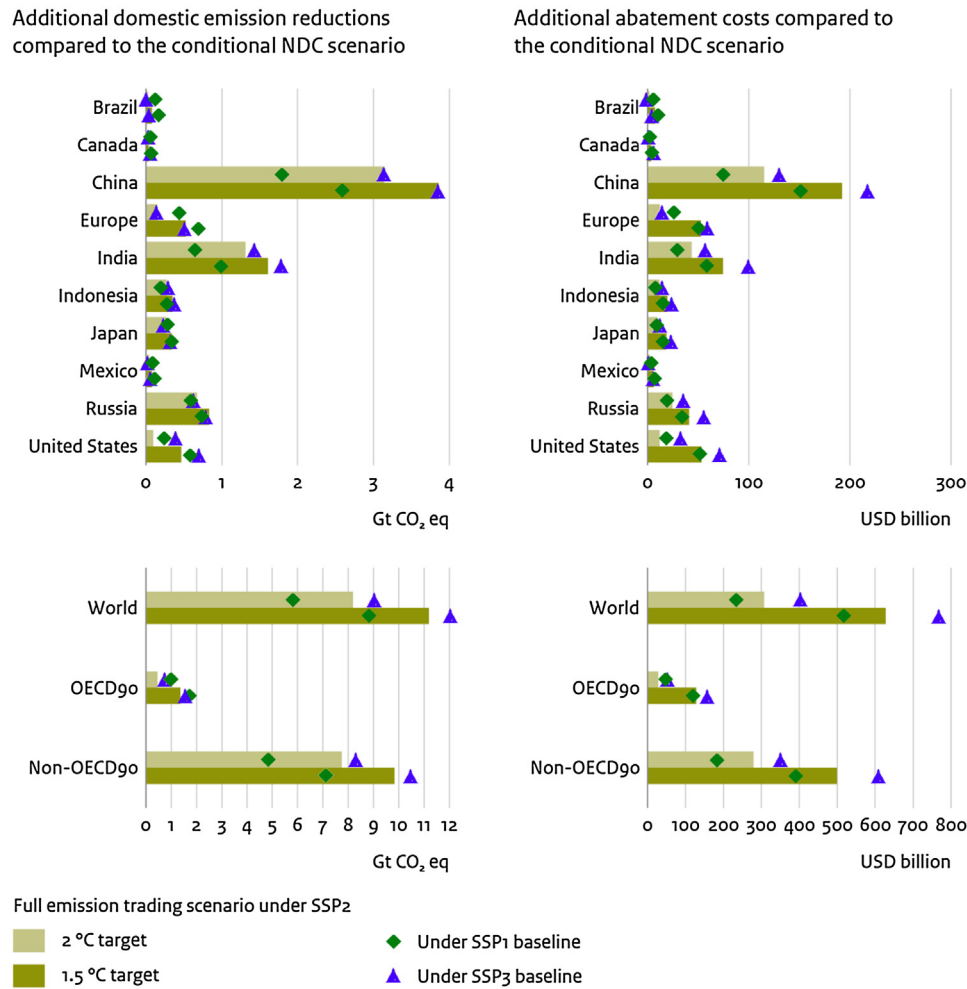 Additional domestic emission reductions
compared to the conditional NDC scenario
Brazil
Canada
China
Europe
India
Indonesia
Japan
Mexico
Russia
United States
0 1 2 3 4
Gt CO₂ eq
Additional abatement costs compared to
the conditional NDC scenario
Brazil
Canada
China
Europe
India
Indonesia
Japan
Mexico
Russia
United States
0 100 200 300
USD billion
World
OECD90
Non-OECD90
0 1 2 3 4 5 6 7 8 9 10 11 12
Gt CO₂ eq
World
OECD90
Non-OECD90
0 100 200 300 400 500 600 700 800
USD billion
Full emission trading scenario under SSP2
2 °C target
1.5 °C target
Under SSP1 baseline
Under SSP3 baseline